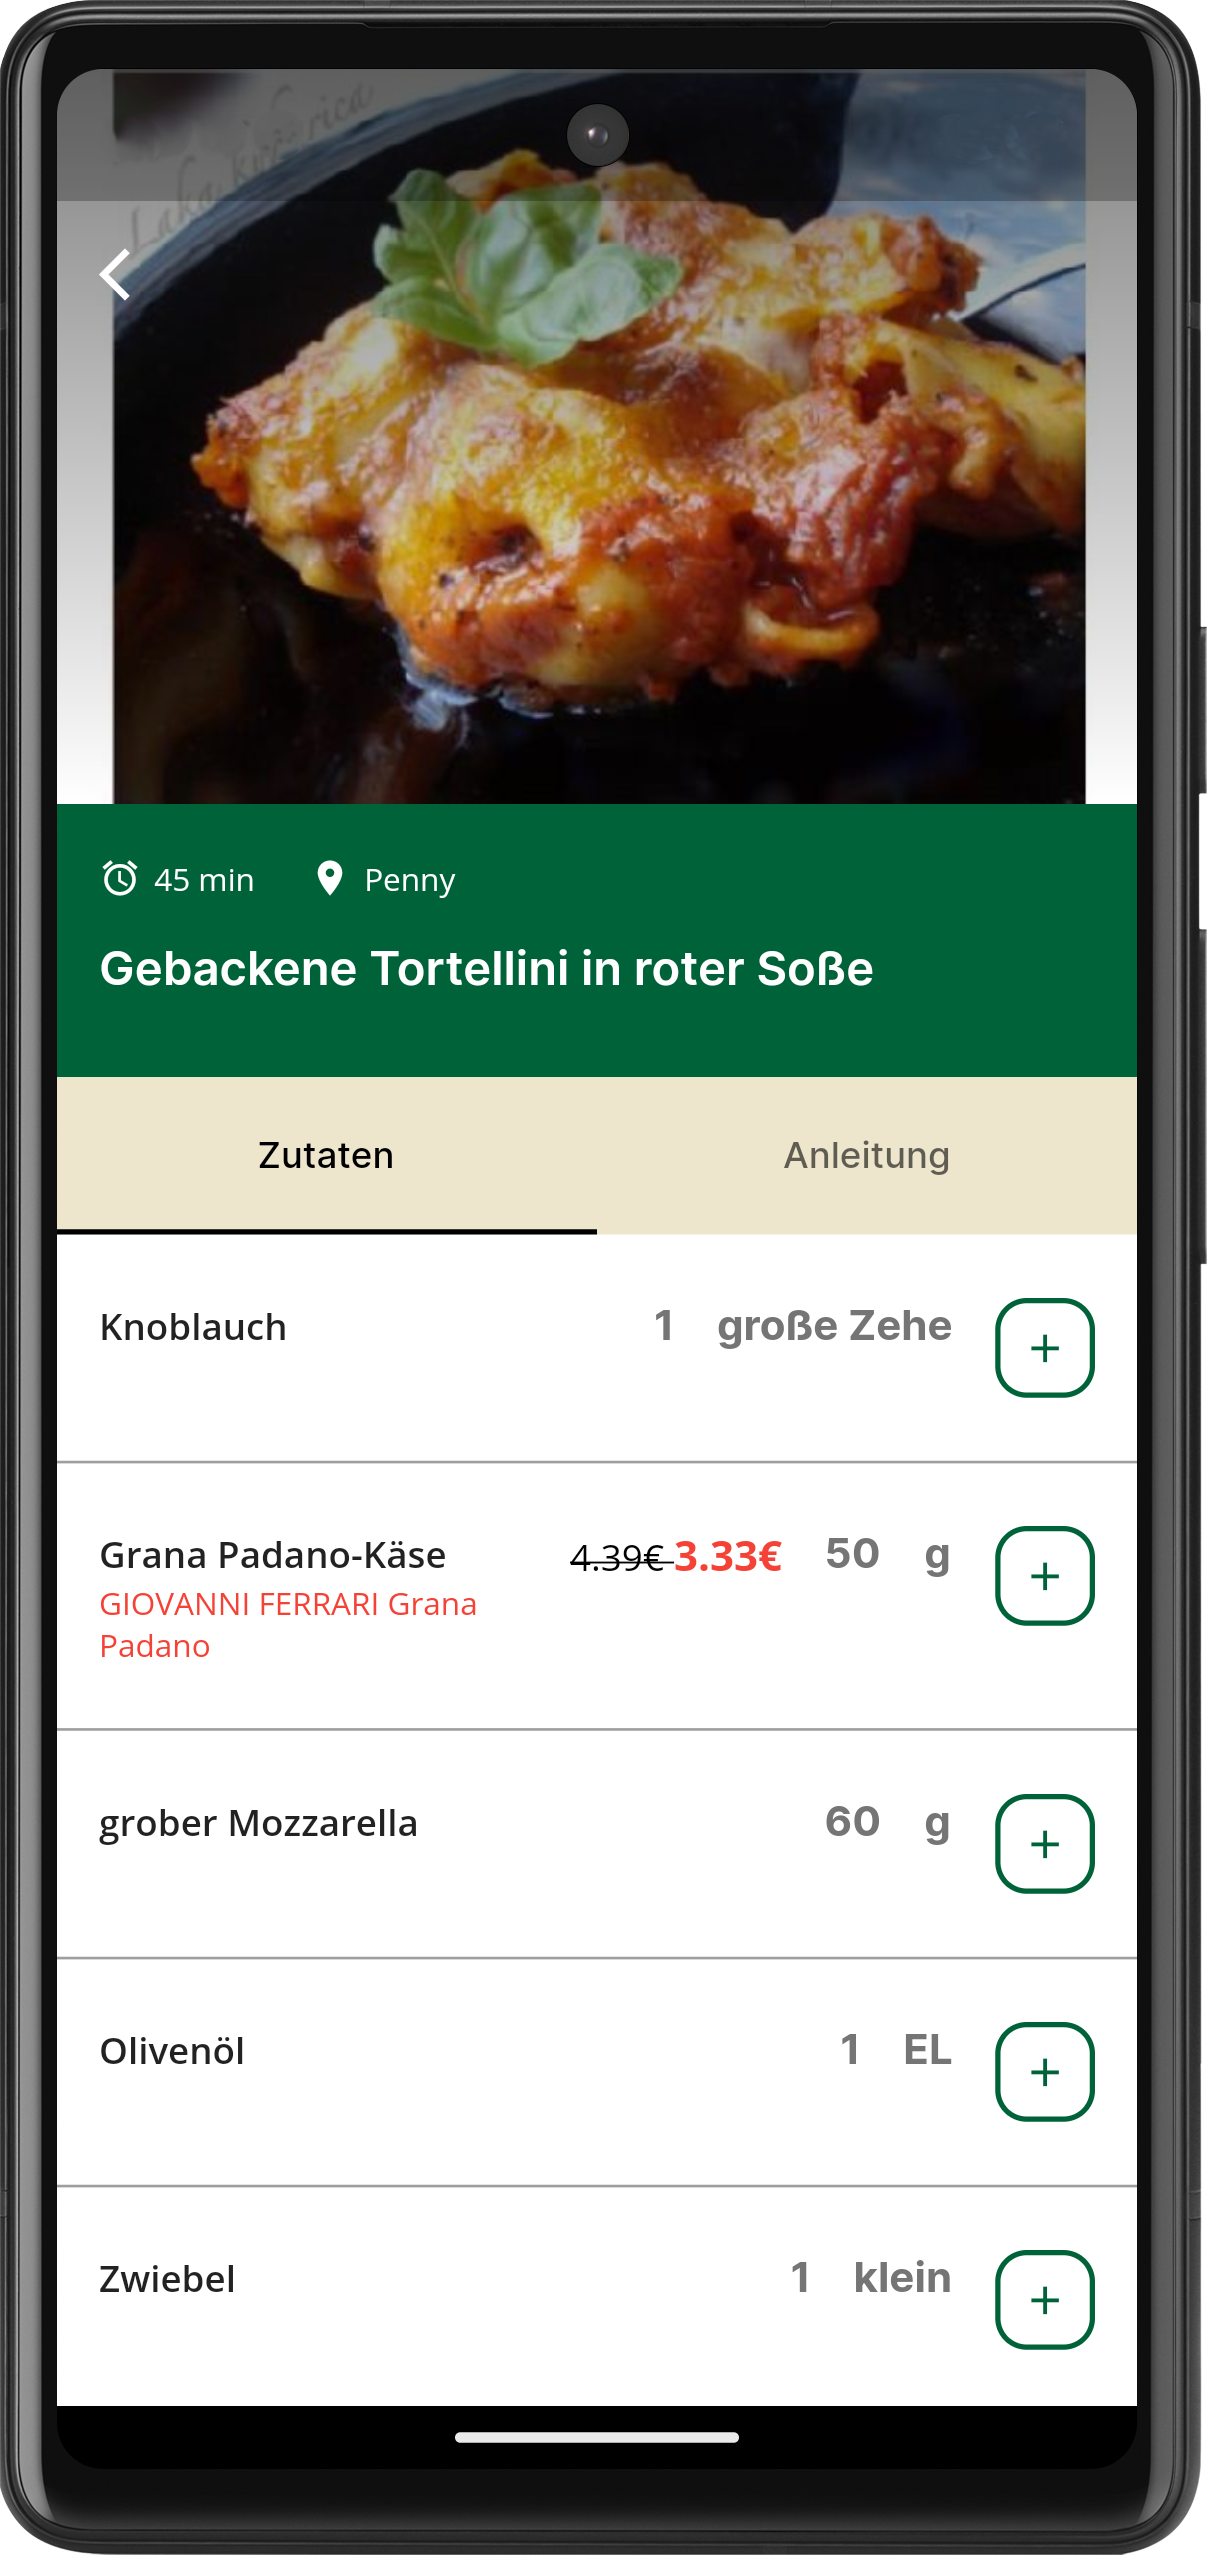 45 min Penny
Gebackene Tortellini in roter Soße
Zutaten Anleitung
Knoblauch 1 große Zehe
Grana Padano-Käse 4.39€ 3.33€ 50 g
GIOVANNI FERRARI Grana
Padano
grober Mozzarella 60 g
Olivenöl 1 EL
Zwiebel 1 klein